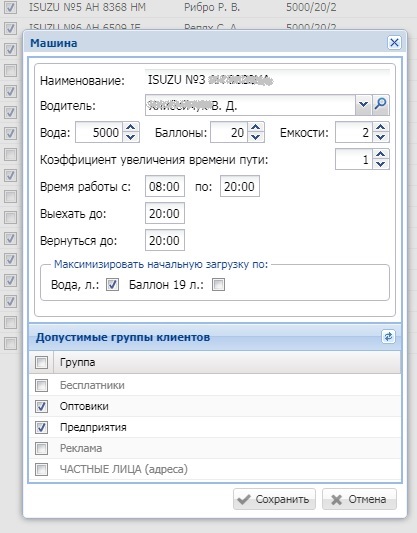 ISUZU №5 АН 8368 НМ Рибро Р. В. 5000/20/2
ISUZU №6 АН 6509 IE Репях С. А. 5000/20/2
Машина
Наименование: ISUZU №3
Водитель: В. Д.
Вода: 5000 Баллоны: 20 Емкости: 2
Коэффициент увеличения времени пути: 1
Время работы с: 08:00 по: 20:00
Выехать до: 20:00
Вернуться до: 20:00
Максимизировать начальную загрузку по:
Вода, л.: Баллон 19 л.:
Допустимые группы клиентов
Группа
Бесплатники
Оптовики
Предприятия
Реклама
ЧАСТНЫЕ ЛИЦА (адреса)
Сохранить Отмена